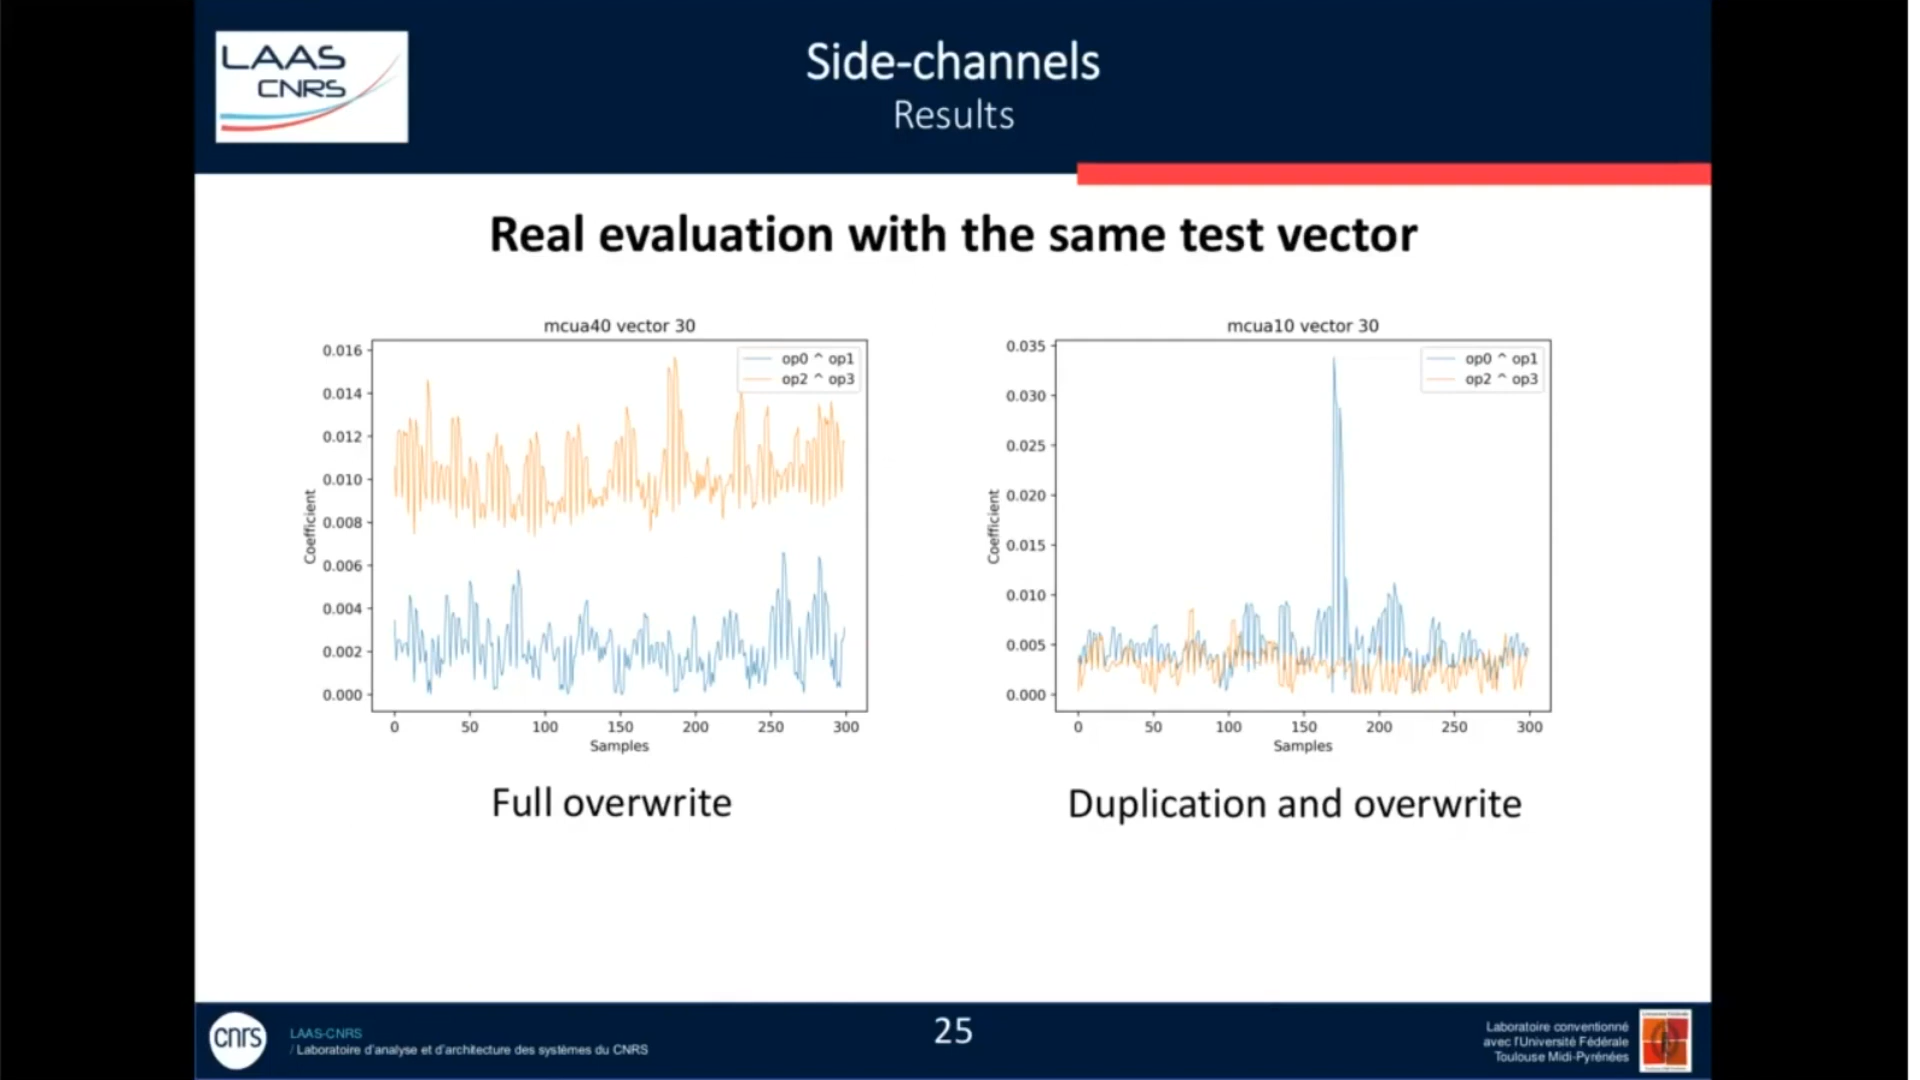 LAAS
CNRS
Side-channels
Results
Real evaluation with the same test vector
mcua40 vector 30
op0 ^ op1
op2 ^ op3
0.016
0.014
0.012
0.010
0.008
0.006
0.004
0.002
0.000
Coefficient
0 50 100 150 200 250 300
Samples
Full overwrite
mcua10 vector 30
op0 ^ op1
op2 ^ op3
0.035
0.030
0.025
0.020
0.015
0.010
0.005
0.000
Coefficient
0 50 100 150 200 250 300
Samples
Duplication and overwrite
cnrs
LAAS-CNRS
/ Laboratoire d'analyse et d'architecture des systèmes du CNRS
25
Laboratoire conventionné
avec l'Université Fédérale
Toulouse Midi-Pyrénées